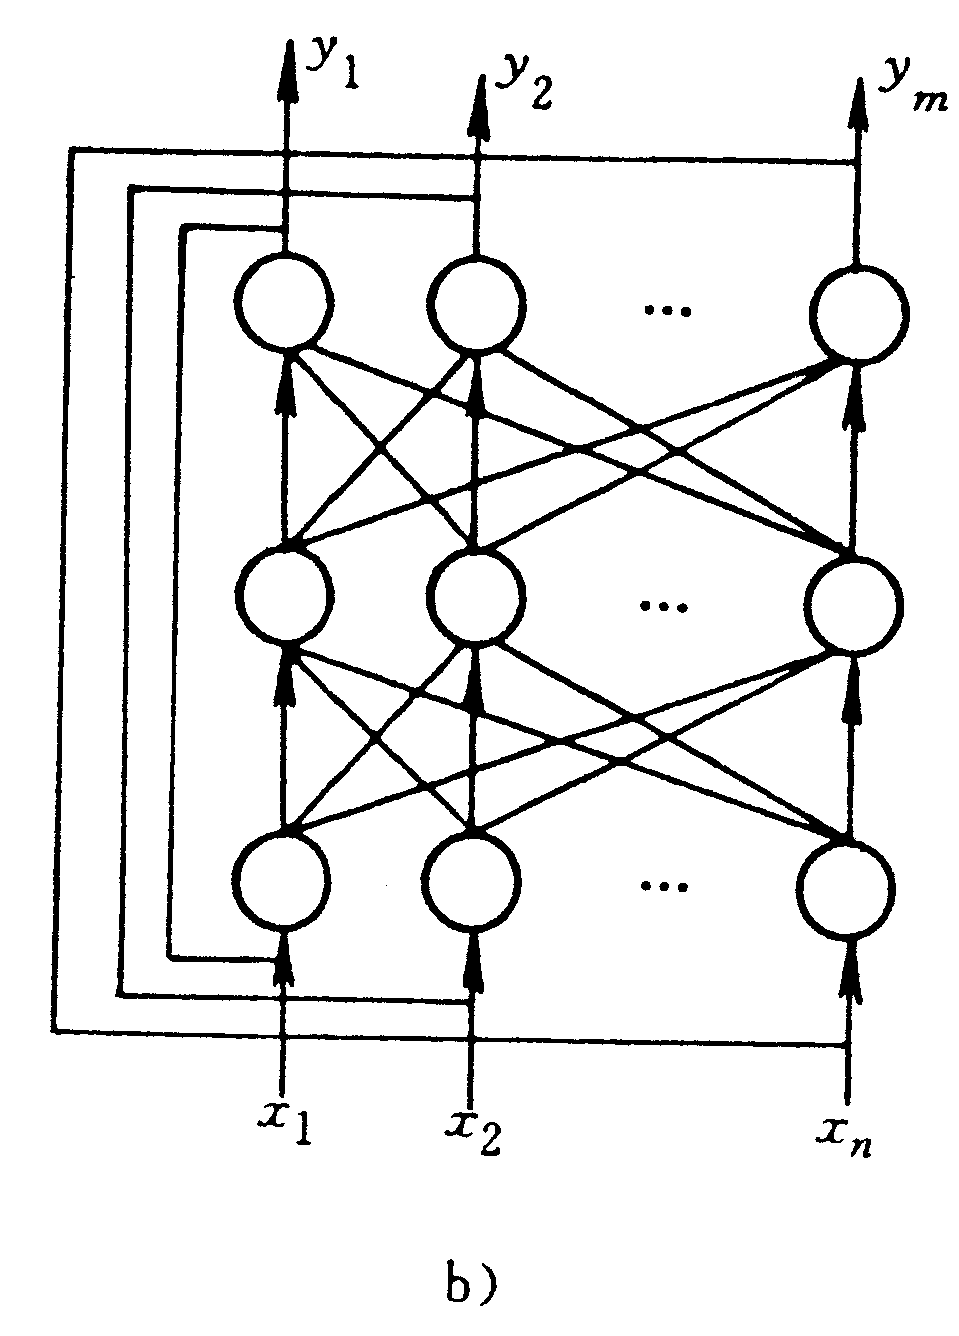 y₁ y₂ yₘ
...
...
...
x₁ x₂ xₙ
b)